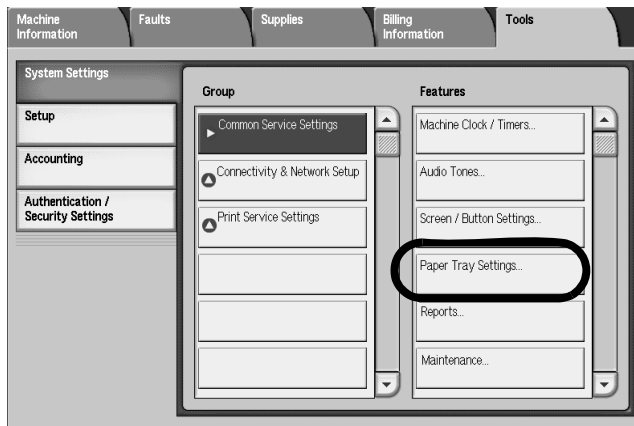 Machine
Information
Faults
Supplies
Billing
Information
Tools
System Settings
Setup
Accounting
Authentication /
Security Settings
Group
Common Service Settings
Connectivity & Network Setup
Print Service Settings
Features
Machine Clock / Timers...
Audio Tones...
Screen / Button Settings...
Paper Tray Settings...
Reports...
Maintenance...